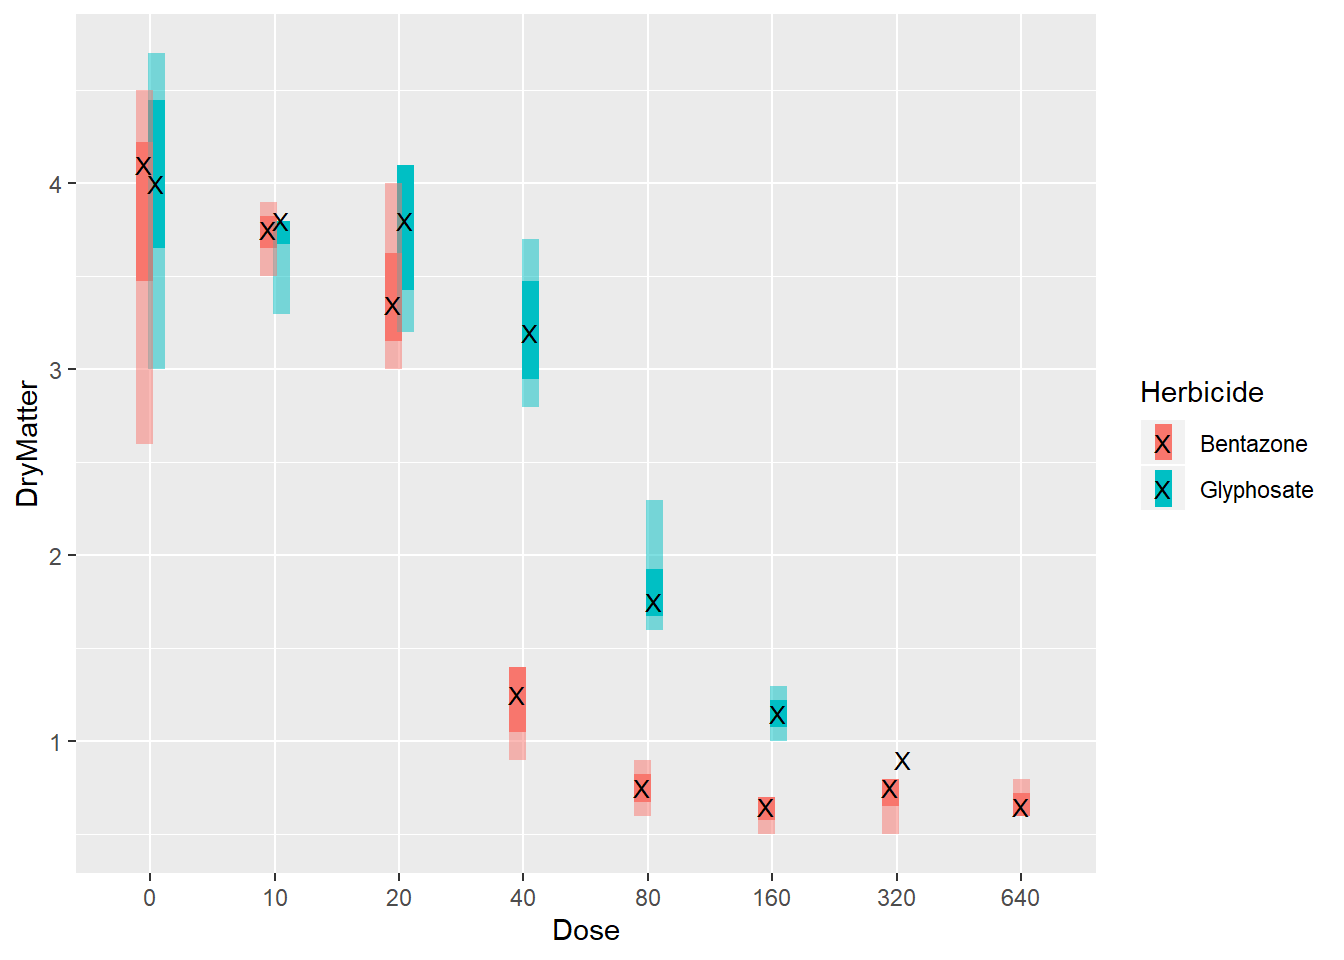 DryMatter
4
3
2
1
X X X X X X X X X X X X X X X
0 10 20 40 80 160 320 640
Dose
Herbicide
X Bentazone
X Glyphosate